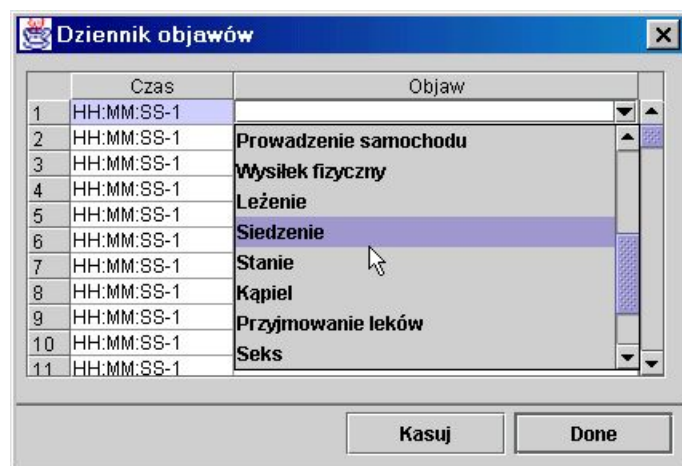 Dziennik objawów
Czas Objaw
1 HH:MM:SS-1
2 HH:MM:SS-1 Prowadzenie samochodu
3 HH:MM:SS-1 Wysiłek fizyczny
4 HH:MM:SS-1 Leżenie
5 HH:MM:SS-1 Siedzenie
6 HH:MM:SS-1
7 HH:MM:SS-1 Stanie
8 HH:MM:SS-1 Kąpiel
9 HH:MM:SS-1 Przyjmowanie leków
10 HH:MM:SS-1 Seks
11 HH:MM:SS-1
Kasuj Done